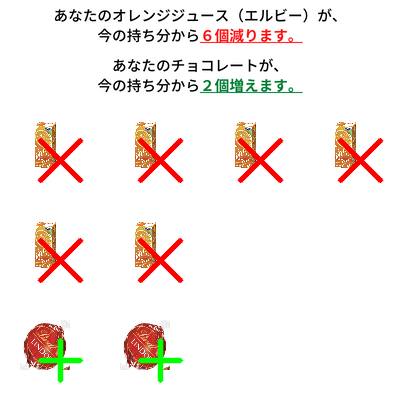 あなたのオレンジジュース（エルビー）が、
今の持ち分から６個減ります。
あなたのチョコレートが、
今の持ち分から２個増えます。